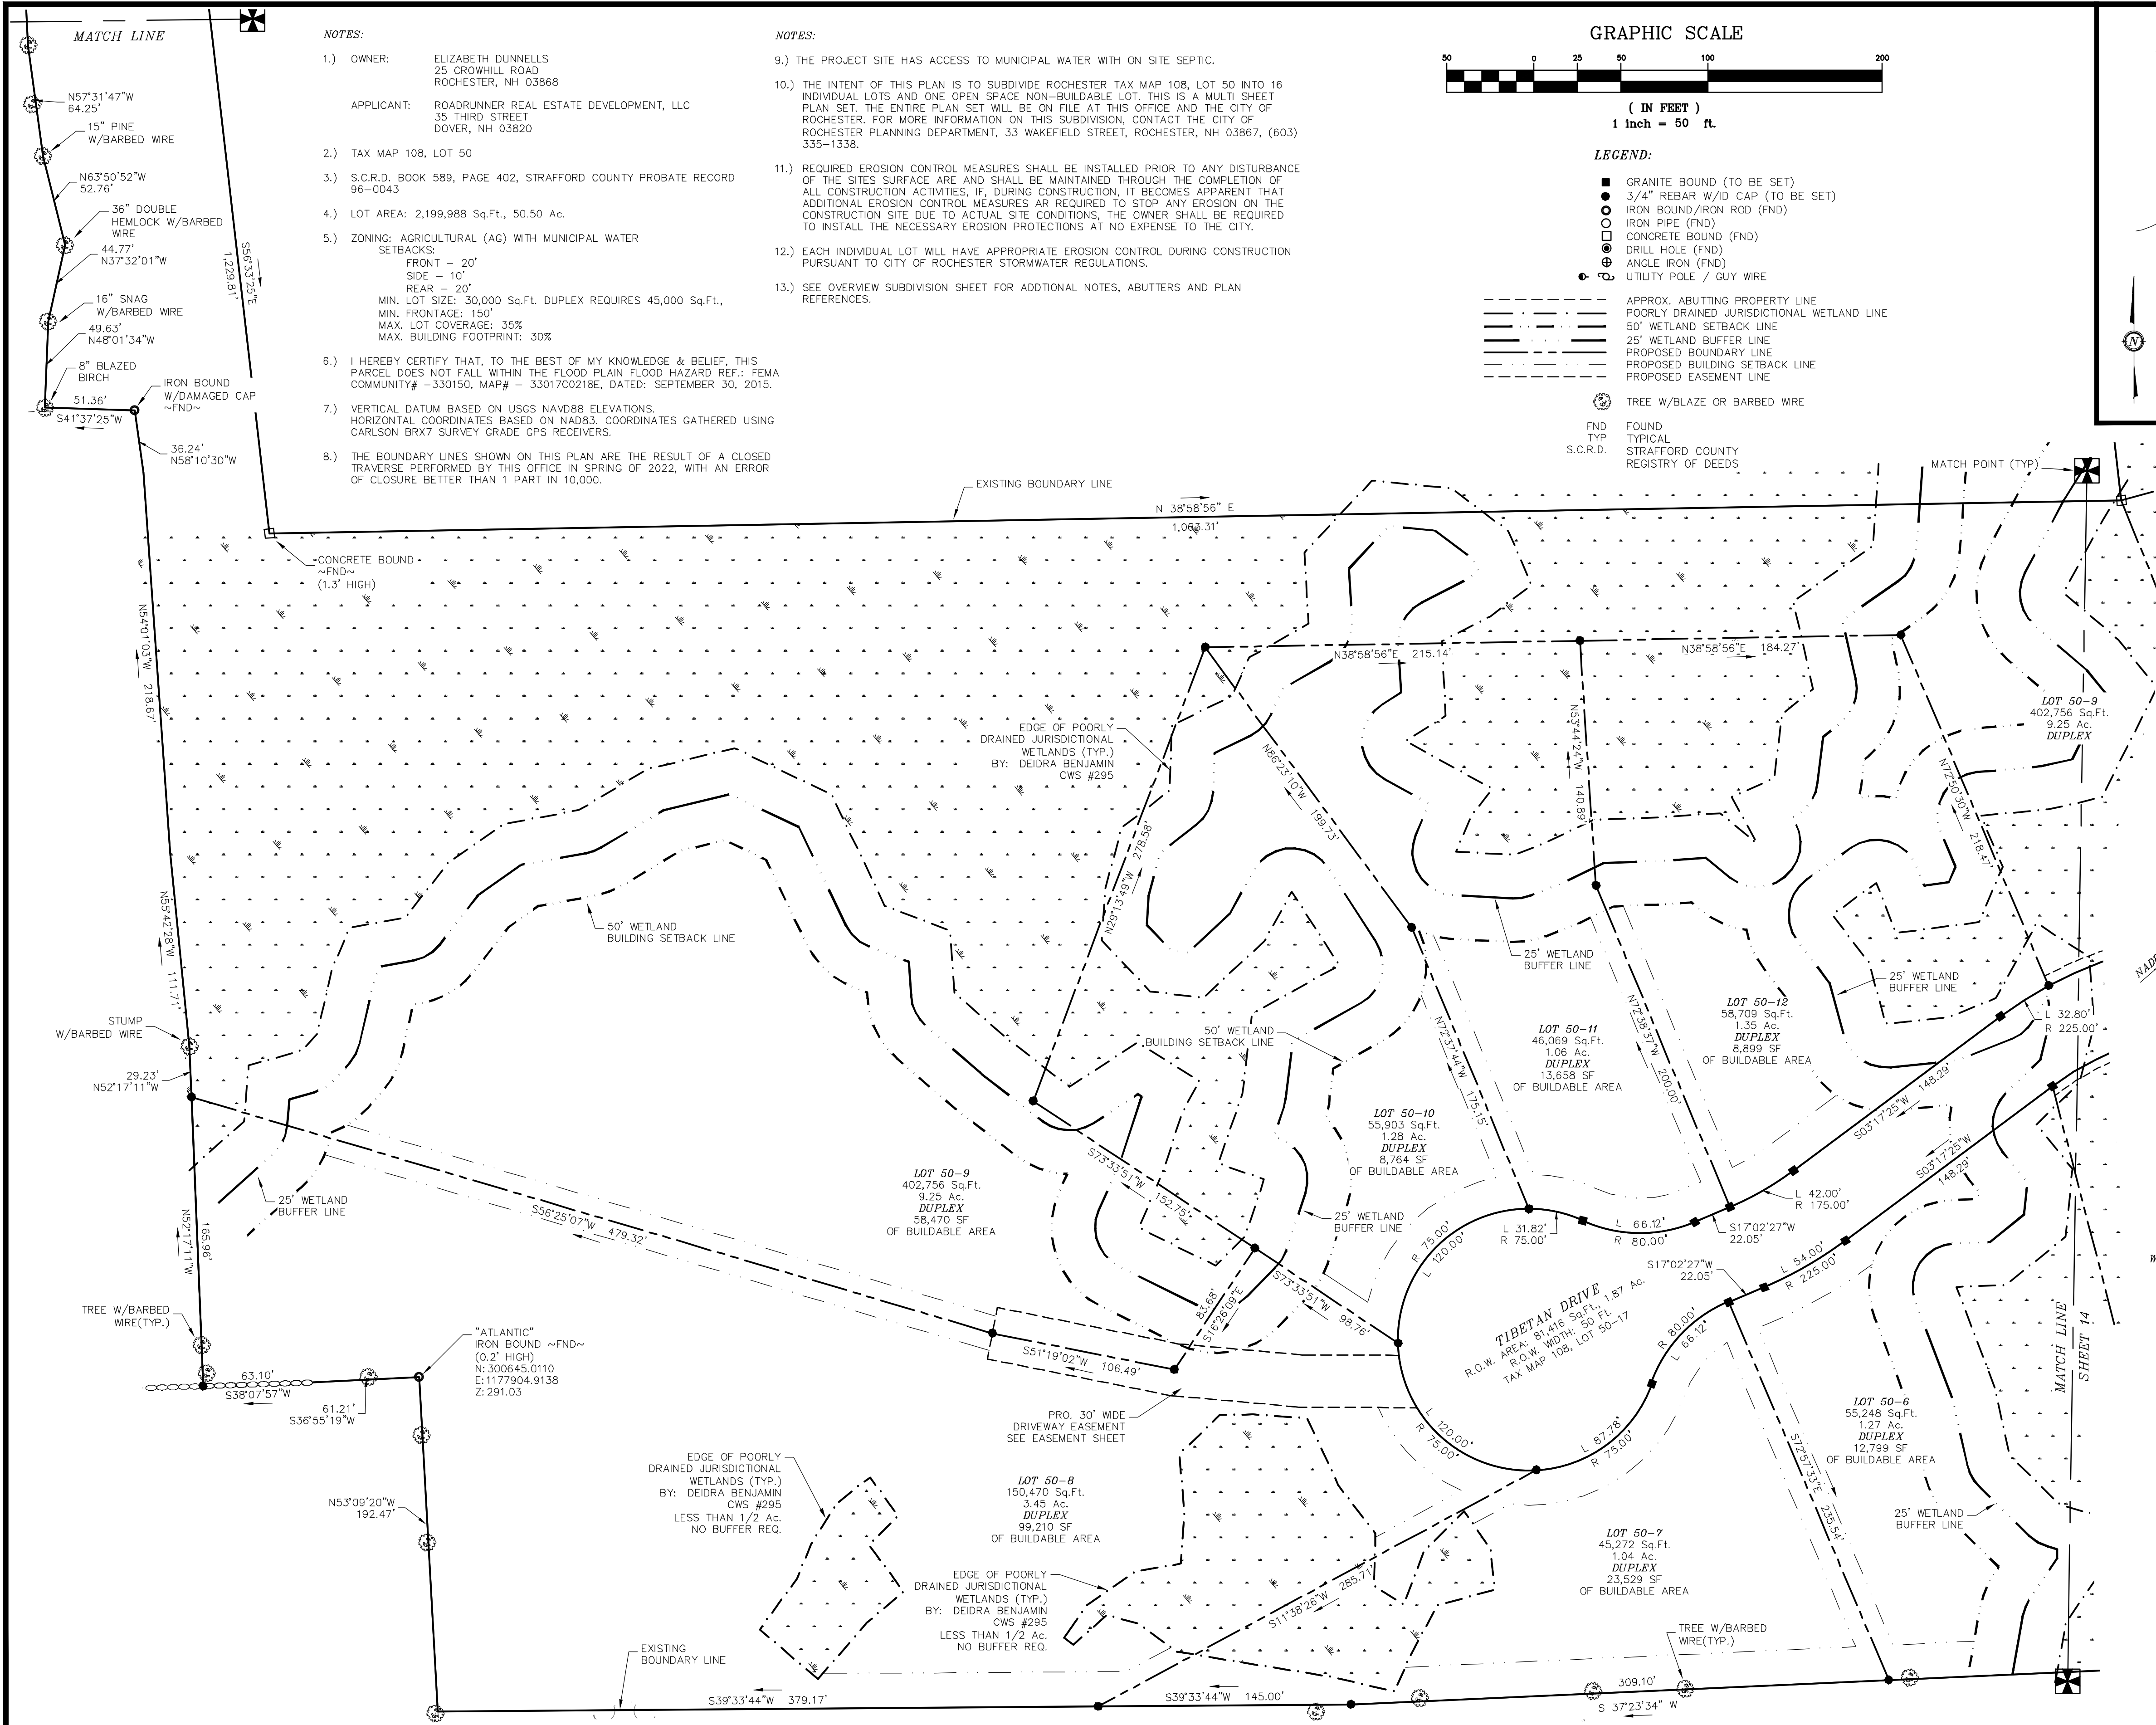 MATCH LINE
N57°31'47"W
64.25'
15" PINE
W/BARBED WIRE
N63°50'52"W
52.76'
36" DOUBLE
HEMLOCK W/BARBED
WIRE
44.77'
N37°32'01"W
16" SNAG
W/BARBED WIRE
49.63'
N48°01'34"W
8" BLAZED
BIRCH
51.36'
S41°37'25"W
IRON BOUND
W/DAMAGED CAP
~FND~
36.24'
N58°10'30"W
S56°33'25"E
1,229.81'
NOTES:
1.) OWNER: ELIZABETH DUNNELLS
25 CROWHILL ROAD
ROCHESTER, NH 03868
APPLICANT: ROADRUNNER REAL ESTATE DEVELOPMENT, LLC
35 THIRD STREET
DOVER, NH 03820
2.) TAX MAP 108, LOT 50
3.) S.C.R.D. BOOK 589, PAGE 402, STRAFFORD COUNTY PROBATE RECORD
96-0043
4.) LOT AREA: 2,199,988 Sq.Ft., 50.50 Ac.
5.) ZONING: AGRICULTURAL (AG) WITH MUNICIPAL WATER
SETBACKS:
FRONT - 20'
SIDE - 10'
REAR - 20'
MIN. LOT SIZE: 30,000 Sq.Ft. DUPLEX REQUIRES 45,000 Sq.Ft.,
MIN. FRONTAGE: 150'
MAX. LOT COVERAGE: 35%
MAX. BUILDING FOOTPRINT: 30%
6.) I HEREBY CERTIFY THAT, TO THE BEST OF MY KNOWLEDGE & BELIEF, THIS
PARCEL DOES NOT FALL WITHIN THE FLOOD PLAIN FLOOD HAZARD REF.: FEMA
COMMUNITY# -330150, MAP# - 33017C0218E, DATED: SEPTEMBER 30, 2015.
7.) VERTICAL DATUM BASED ON USGS NAVD88 ELEVATIONS.
HORIZONTAL COORDINATES BASED ON NAD83. COORDINATES GATHERED USING
CARLSON BRX7 SURVEY GRADE GPS RECEIVERS.
8.) THE BOUNDARY LINES SHOWN ON THIS PLAN ARE THE RESULT OF A CLOSED
TRAVERSE PERFORMED BY THIS OFFICE IN SPRING OF 2022, WITH AN ERROR
OF CLOSURE BETTER THAN 1 PART IN 10,000.
NOTES:
9.) THE PROJECT SITE HAS ACCESS TO MUNICIPAL WATER WITH ON SITE SEPTIC.
10.) THE INTENT OF THIS PLAN IS TO SUBDIVIDE ROCHESTER TAX MAP 108, LOT 50 INTO 16
INDIVIDUAL LOTS AND ONE OPEN SPACE NON-BUILDABLE LOT. THIS IS A MULTI SHEET
PLAN SET. THE ENTIRE PLAN SET WILL BE ON FILE AT THIS OFFICE AND THE CITY OF
ROCHESTER. FOR MORE INFORMATION ON THIS SUBDIVISION, CONTACT THE CITY OF
ROCHESTER PLANNING DEPARTMENT, 33 WAKEFIELD STREET, ROCHESTER, NH 03867, (603)
335-1338.
11.) REQUIRED EROSION CONTROL MEASURES SHALL BE INSTALLED PRIOR TO ANY DISTURBANCE
OF THE SITES SURFACE ARE AND SHALL BE MAINTAINED THROUGH THE COMPLETION OF
ALL CONSTRUCTION ACTIVITIES, IF, DURING CONSTRUCTION, IT BECOMES APPARENT THAT
ADDITIONAL EROSION CONTROL MEASURES AR REQUIRED TO STOP ANY EROSION ON THE
CONSTRUCTION SITE DUE TO ACTUAL SITE CONDITIONS, THE OWNER SHALL BE REQUIRED
TO INSTALL THE NECESSARY EROSION PROTECTIONS AT NO EXPENSE TO THE CITY.
12.) EACH INDIVIDUAL LOT WILL HAVE APPROPRIATE EROSION CONTROL DURING CONSTRUCTION
PURSUANT TO CITY OF ROCHESTER STORMWATER REGULATIONS.
13.) SEE OVERVIEW SUBDIVISION SHEET FOR ADDTIONAL NOTES, ABUTTERS AND PLAN
REFERENCES.
GRAPHIC SCALE
50 0 25 50 100 200
( IN FEET )
1 inch = 50 ft.
LEGEND:
GRANITE BOUND (TO BE SET)
3/4" REBAR W/ID CAP (TO BE SET)
IRON BOUND/IRON ROD (FND)
IRON PIPE (FND)
CONCRETE BOUND (FND)
DRILL HOLE (FND)
ANGLE IRON (FND)
UTILITY POLE / GUY WIRE
APPROX. ABUTTING PROPERTY LINE
POORLY DRAINED JURISDICTIONAL WETLAND LINE
50' WETLAND SETBACK LINE
25' WETLAND BUFFER LINE
PROPOSED BOUNDARY LINE
PROPOSED BUILDING SETBACK LINE
PROPOSED EASEMENT LINE
TREE W/BLAZE OR BARBED WIRE
FND FOUND
TYP TYPICAL
S.C.R.D. STRAFFORD COUNTY
REGISTRY OF DEEDS
N
MATCH POINT (TYP)
EXISTING BOUNDARY LINE
N 38°58'56" E
1,083.31'
CONCRETE BOUND
~FND~
(1.3' HIGH)
N54°01'03"W 218.67'
N38°58'56"E 215.14'
N38°58'56"E 184.27'
LOT 50-9
402,756 Sq.Ft.
9.25 Ac.
DUPLEX
EDGE OF POORLY
DRAINED JURISDICTIONAL
WETLANDS (TYP.)
BY: DEIDRA BENJAMIN
CWS #295
N86°23'10"W 199.73'
N53°44'24"W 140.89'
N72°50'30"W 218.47'
N29°13'49"W 278.58'
50' WETLAND
BUILDING SETBACK LINE
N55°42'28"W 111.71'
25' WETLAND
BUFFER LINE
25' WETLAND
BUFFER LINE
STUMP
W/BARBED WIRE
29.23'
N52°17'11"W
50' WETLAND
BUILDING SETBACK LINE
N72°37'44"W 175.15'
LOT 50-11
46,069 Sq.Ft.
1.06 Ac.
DUPLEX
13,658 SF
OF BUILDABLE AREA
N72°38'37"W 200.00'
LOT 50-12
58,709 Sq.Ft.
1.35 Ac.
DUPLEX
8,899 SF
OF BUILDABLE AREA
L 32.80'
R 225.00'
148.29'
S03°17'25"W
S03°17'25"W
148.29'
LOT 50-10
55,903 Sq.Ft.
1.28 Ac.
DUPLEX
8,764 SF
OF BUILDABLE AREA
LOT 50-9
402,756 Sq.Ft.
9.25 Ac.
DUPLEX
58,470 SF
OF BUILDABLE AREA
S73°33'51"W 152.75'
25' WETLAND
BUFFER LINE
S56°25'07"W 479.32'
N52°17'11"W 165.96'
25' WETLAND
BUFFER LINE
R 75.00'
L 120.00'
L 31.82'
R 75.00'
L 66.12'
R 80.00'
S17°02'27"W
22.05'
L 42.00'
R 175.00'
S17°02'27"W
22.05'
L 54.00'
R 225.00'
S73°33'51"W 98.76'
83.68'
S16°26'09"E
TREE W/BARBED
WIRE(TYP.)
"ATLANTIC"
IRON BOUND ~FND~
(0.2' HIGH)
N:300645.0110
E:1177904.9138
Z:291.03
63.10'
S38°07'57"W
61.21'
S36°55'19"W
S51°19'02"W 106.49'
TIBETAN DRIVE
R.O.W. AREA: 81,416 Sq.Ft., 1.87 Ac.
R.O.W. WIDTH: 50 Ft.
TAX MAP 108, LOT 50-17
R 80.00'
L 66.12'
MATCH LINE
SHEET 14
PRO. 30' WIDE
DRIVEWAY EASEMENT
SEE EASEMENT SHEET
L 120.00'
R 75.00'
L 87.78'
R 75.00'
LOT 50-6
55,248 Sq.Ft.
1.27 Ac.
DUPLEX
12,799 SF
OF BUILDABLE AREA
S72°57'33"E 235.54'
25' WETLAND
BUFFER LINE
N53°09'20"W
192.47'
EDGE OF POORLY
DRAINED JURISDICTIONAL
WETLANDS (TYP.)
BY: DEIDRA BENJAMIN
CWS #295
LESS THAN 1/2 Ac.
NO BUFFER REQ.
LOT 50-8
150,470 Sq.Ft.
3.45 Ac.
DUPLEX
99,210 SF
OF BUILDABLE AREA
EDGE OF POORLY
DRAINED JURISDICTIONAL
WETLANDS (TYP.)
BY: DEIDRA BENJAMIN
CWS #295
LESS THAN 1/2 Ac.
NO BUFFER REQ.
LOT 50-7
45,272 Sq.Ft.
1.04 Ac.
DUPLEX
23,529 SF
OF BUILDABLE AREA
S11°38'26"W 285.71'
TREE W/BARBED
WIRE(TYP.)
EXISTING
BOUNDARY LINE
S39°33'44"W 379.17'
S39°33'44"W 145.00'
309.10'
S 37°23'34" W